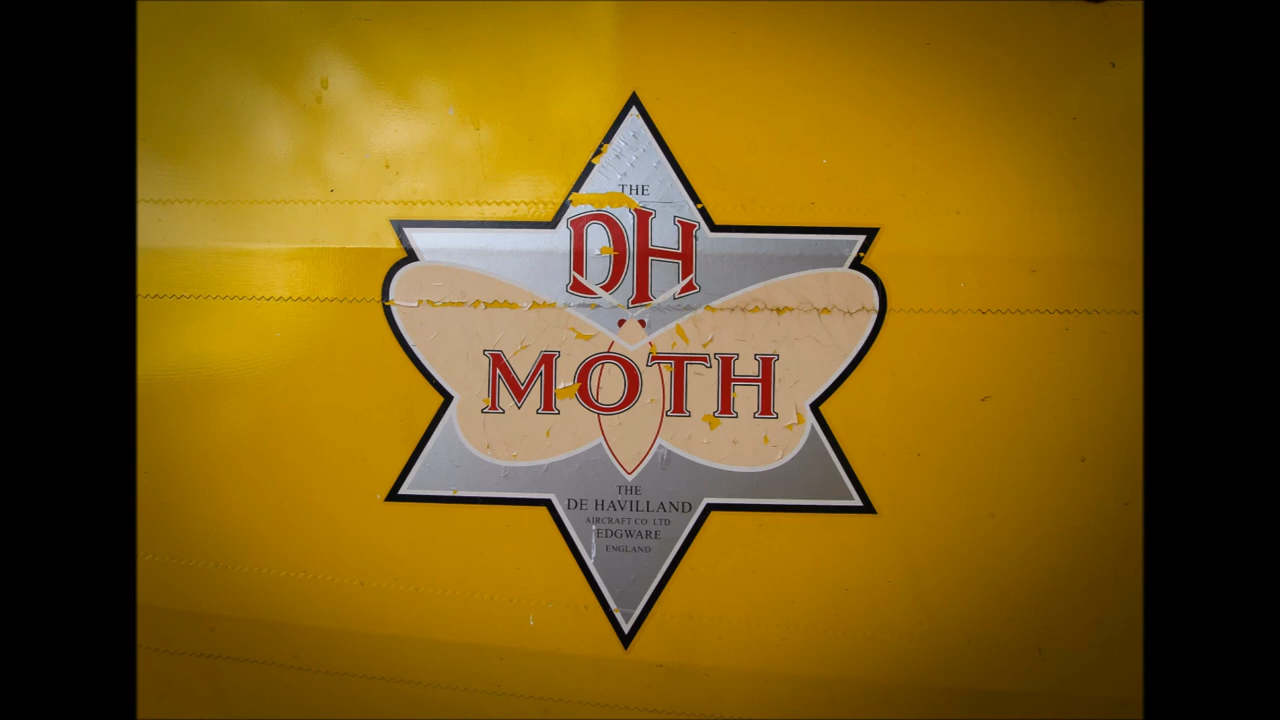 THE
DH
MOTH
THE
DE HAVILLAND
AIRCRAFT CO. LTD
EDGWARE
ENGLAND